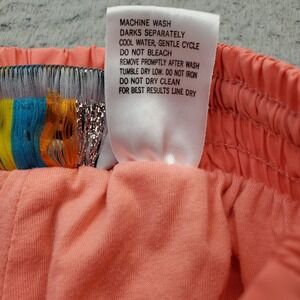 MACHINE WASH
DARKS SEPARATELY
COOL WATER, GENTLE CYCLE
DO NOT BLEACH
REMOVE PROMPTLY AFTER WASH
TUMBLE DRY LOW. DO NOT IRON
DO NOT DRY CLEAN
FOR BEST RESULTS LINE DRY